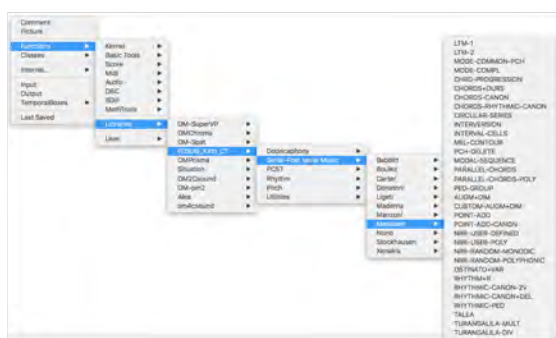 Comment
Picture
Functions
Classes
Internal...
Input
Output
TemporalBoxes
Last Saved
Kernel
Basic Tools
Score
Midi
Audio
OSC
SDIF
MathTools
Libraries
User
OM-SuperVP
OMChroma
OM-Spat
OMPrisma
Situation
OM2Csound
OM-pm2
Alea
om4Csound
Dodecaphony
Serial-Post serial Music
PCST
Rhythm
Pitch
Utilities
Babbitt
Boulez
Carter
Donatoni
Ligeti
Maderna
Manzoni
Messiaen
Nono
Stockhausen
Xenakis
LTM-1
LTM-2
MODE-COMMON-PCH
MODE-COMPL
CHRD-PROGRESSION
CHORDS+DURS
CHORDS-CANON
CHORDS-RHYTHMIC-CANON
CIRCULAR-SERIES
INTERVERSION
INTERVAL-CELLS
MEL-CONTOUR
PCH-DELETE
MODAL-SEQUENCE
PARALLEL-CHORDS
PARALLEL-CHORDS-POLY
PED-GROUP
AUGM+DIM
CUSTOM-AUGM+DIM
POINT-ADD
POINT-ADD-CANON
NRR-USER-DEFINED
NRR-USER-POLY
NRR-RANDOM-MONODIC
NRR-RANDOM-POLYPHONIC
OSTINATO+VAR
RHYTHM+R
RHYTHMIC-CANON-2V
RHYTHMIC-CANON+DEL
RHYTHMIC-PED
TALEA
TURANGALILA-MULT
TURANGALILA-DIV